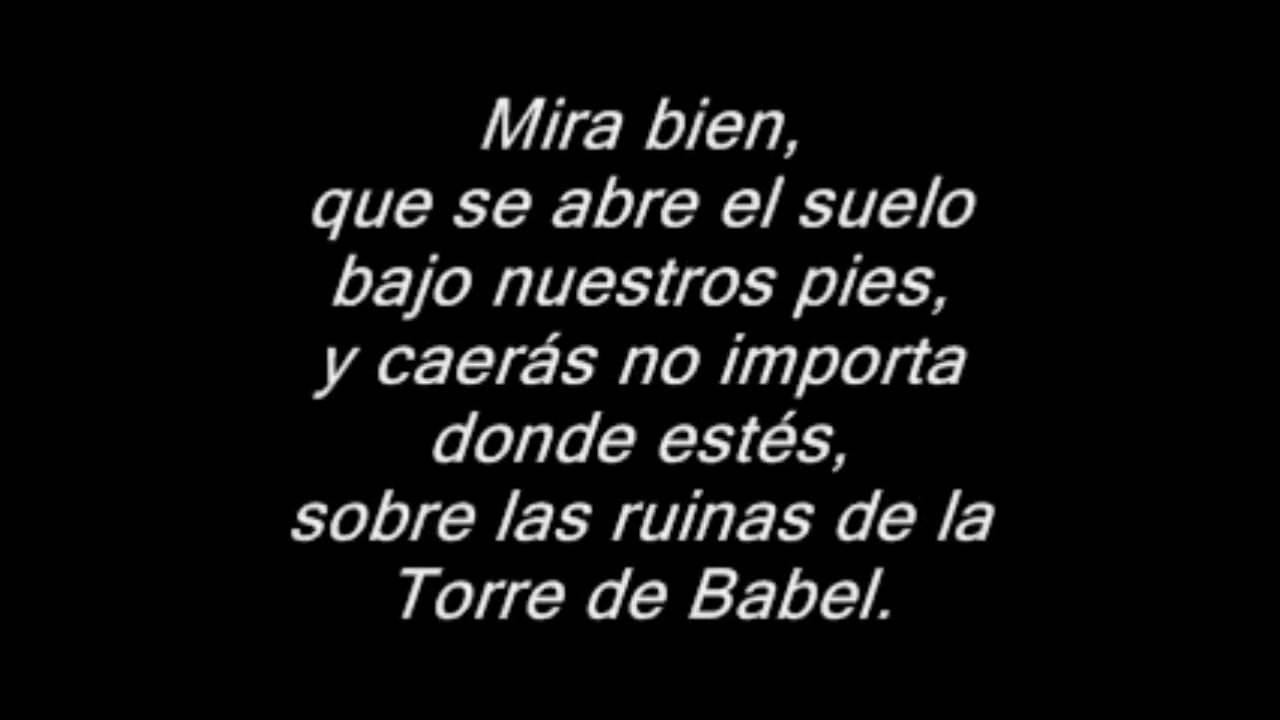 Mira bien,
que se abre el suelo
bajo nuestros pies,
y caerás no importa
donde estés,
sobre las ruinas de la
Torre de Babel.